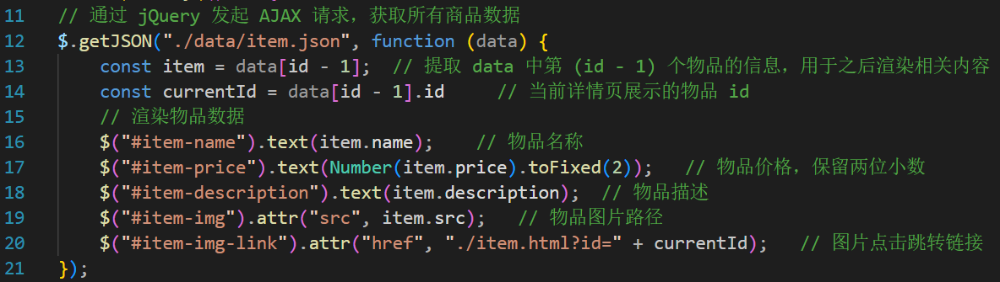 11 // 通过 jQuery 发起 AJAX 请求，获取所有商品数据
12 $.getJSON("./data/item.json", function (data) {
13 const item = data[id - 1]; // 提取 data 中第 (id - 1) 个物品的信息，用于之后渲染相关内容
14 const currentId = data[id - 1].id // 当前详情页展示的物品 id
15 // 渲染物品数据
16 $("#item-name").text(item.name); // 物品名称
17 $("#item-price").text(Number(item.price).toFixed(2)); // 物品价格，保留两位小数
18 $("#item-description").text(item.description); // 物品描述
19 $("#item-img").attr("src", item.src); // 物品图片路径
20 $("#item-img-link").attr("href", "./item.html?id=" + currentId); // 图片点击跳转链接
21 });